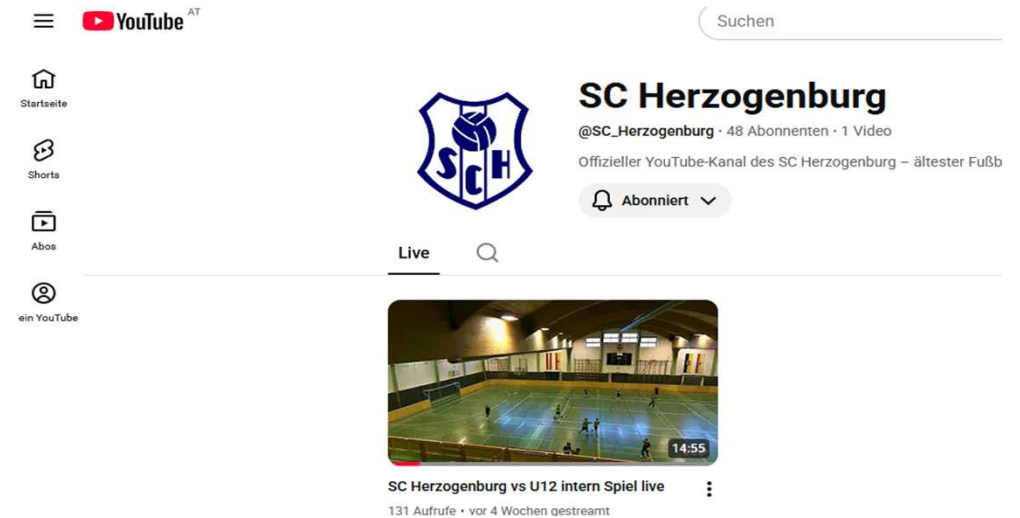 YouTube AT
Suchen
Startseite
Shorts
Abos
ein YouTube
SC Herzogenburg
@SC_Herzogenburg · 48 Abonnenten · 1 Video
Offizieller YouTube-Kanal des SC Herzogenburg – ältester Fußb
Abonniert
SCH
Live
14:55
SC Herzogenburg vs U12 intern Spiel live
131 Aufrufe • vor 4 Wochen gestreamt